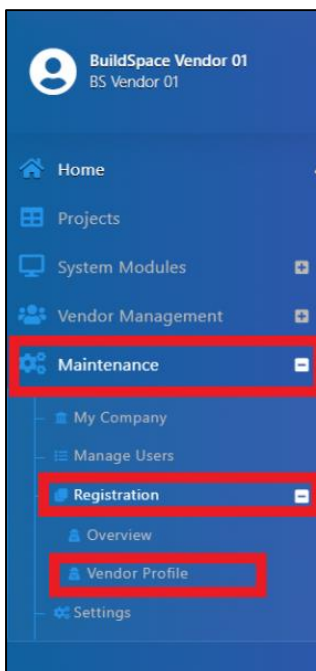 BuildSpace Vendor 01
BS Vendor 01
Home
Projects
System Modules
Vendor Management
Maintenance
My Company
Manage Users
Registration
Overview
Vendor Profile
Settings